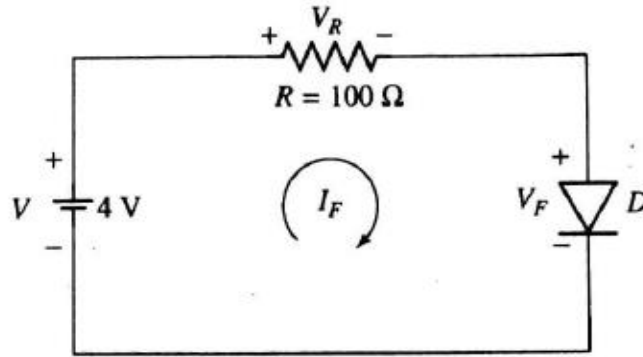 + V_R −
R = 100 Ω
+
V 4 V
−
I_F
+
V_F D
−